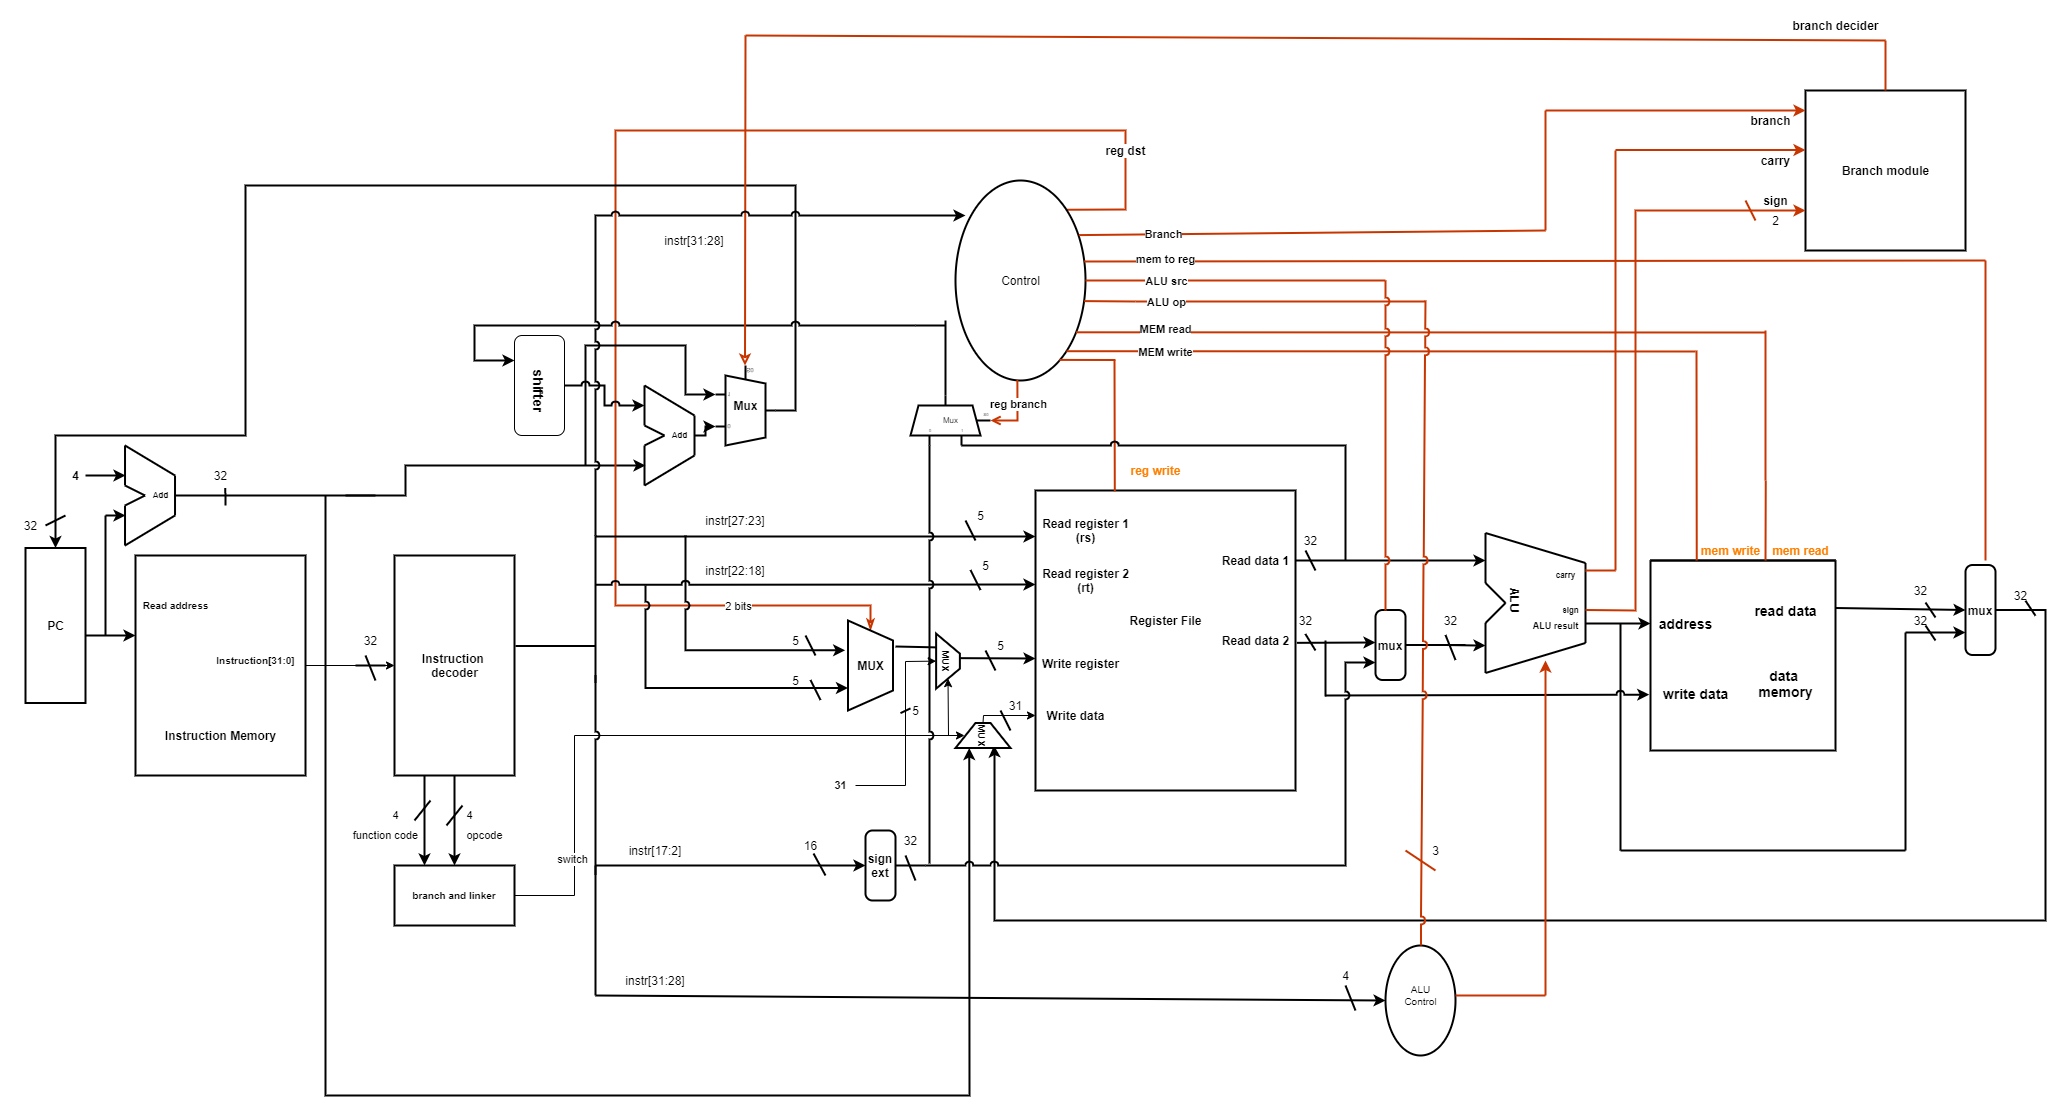 branch decider
branch
carry
Branch module
sign
2
reg dst
instr[31:28]
Control
Branch
mem to reg
ALU src
ALU op
MEM read
MEM write
shifter
Mux
Add
1
0
reg branch
Mux
0
1
4
Add
32
32
reg write
PC
Read address
Instruction[31:0]
Instruction Memory
32
Instruction
decoder
instr[27:23]
5
instr[22:18]
5
2 bits
5
5
MUX
MUX
5
5
31
MUX
31
Read register 1
(rs)
Read register 2
(rt)
Write register
Write data
Register File
Read data 1
Read data 2
32
32
mux
32
ALU
carry
sign
ALU result
mem write
mem read
address
read data
write data
data
memory
32
32
mux
32
4
function code
4
opcode
branch and linker
switch
instr[17:2]
16
sign
ext
32
3
instr[31:28]
4
ALU
Control